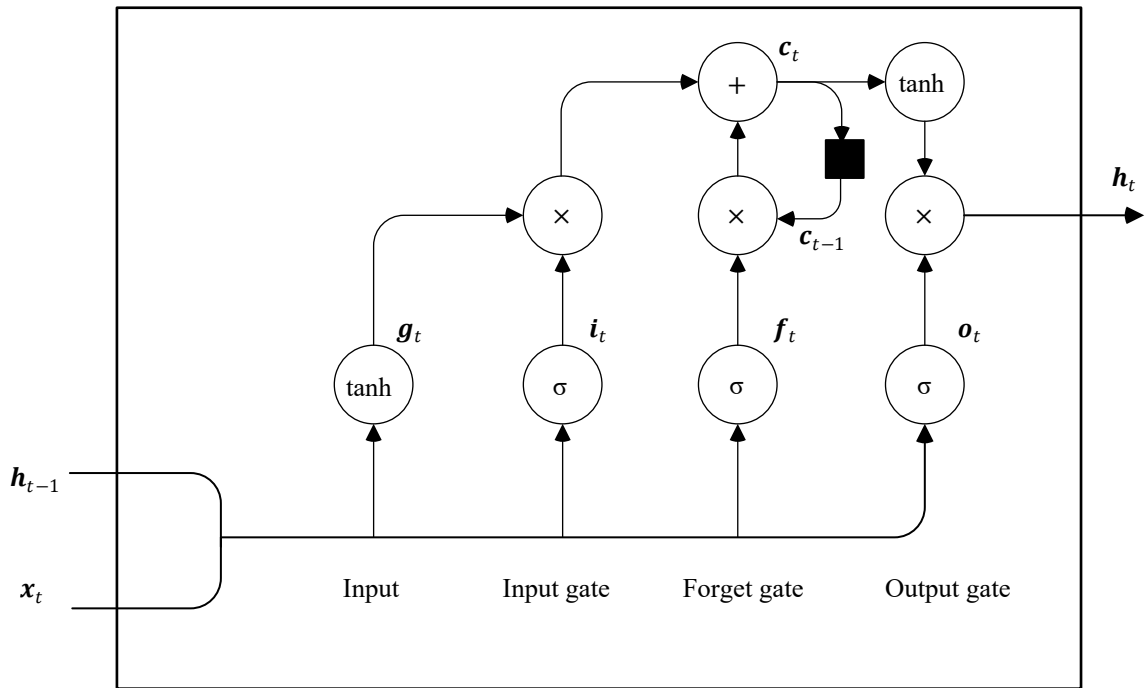 c_t
+
tanh
h_t
×
×
×
c_{t−1}
g_t
i_t
f_t
o_t
tanh
σ
σ
σ
h_{t−1}
x_t
Input
Input gate
Forget gate
Output gate